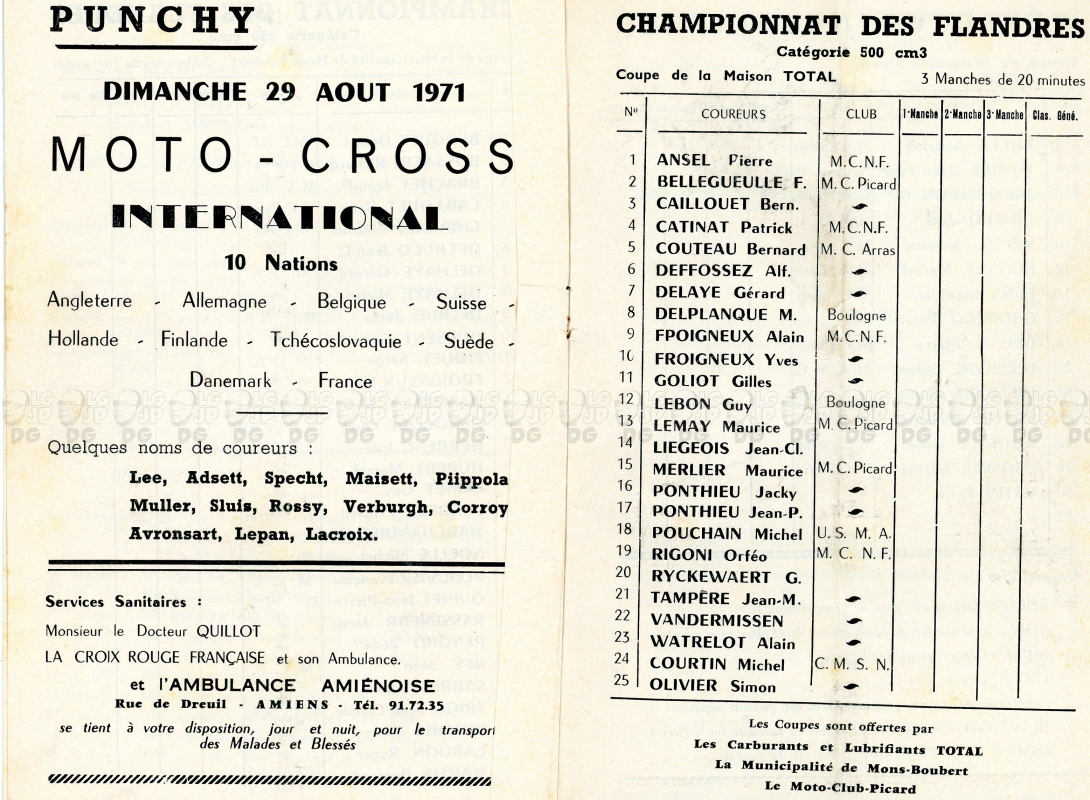 PUNCHY
DIMANCHE 29 AOUT 1971
MOTO-CROSS
INTERNATIONAL
10 Nations
Angleterre - Allemagne - Belgique - Suisse -
Hollande - Finlande - Tchécoslovaquie - Suède -
Danemark - France
Quelques noms de coureurs :
Lee, Adsett, Specht, Maisett, Piippola
Muller, Sluis, Rossy, Verburgh, Corroy
Avronsart, Lepan, Lacroix.
Services Sanitaires :
Monsieur le Docteur QUILLOT
LA CROIX ROUGE FRANÇAISE et son Ambulance.
et l'AMBULANCE AMIÉNOISE
Rue de Dreuil - AMIENS - Tél. 91.72.35
se tient à votre disposition, jour et nuit, pour le transport
des Malades et Blessés
CHAMPIONNAT DES FLANDRES
Catégorie 500 cm3
Coupe de la Maison TOTAL 3 Manches de 20 minutes
No COUREURS CLUB 1e Manche 2e Manche 3e Manche Clas. Géné.
1 ANSEL Pierre M.C.N.F.
2 BELLEGUEULLE F. M.C. Picard
3 CAILLOUET Bern.
4 CATINAT Patrick M.C.N.F.
5 COUTEAU Bernard M.C. Arras
6 DEFFOSSEZ Alf.
7 DELAYE Gérard
8 DELPLANQUE M. Boulogne
9 FPOIGNEUX Alain M.C.N.F.
10 FROIGNEUX Yves
11 GOLIOT Gilles
12 LEBON Guy Boulogne
13 LEMAY Maurice M.C. Picard
14 LIEGEOIS Jean-Cl.
15 MERLIER Maurice M.C. Picard
16 PONTHIEU Jacky
17 PONTHIEU Jean-P.
18 POUCHAIN Michel U.S.M.A.
19 RIGONI Orféo M.C.N.F.
20 RYCKEWAERT G.
21 TAMPÈRE Jean-M.
22 VANDERMISSEN
23 WATRELOT Alain
24 COURTIN Michel C.M.S.N.
25 OLIVIER Simon
Les Coupes sont offertes par
Les Carburants et Lubrifiants TOTAL
La Municipalité de Mons-Boubert
Le Moto-Club-Picard